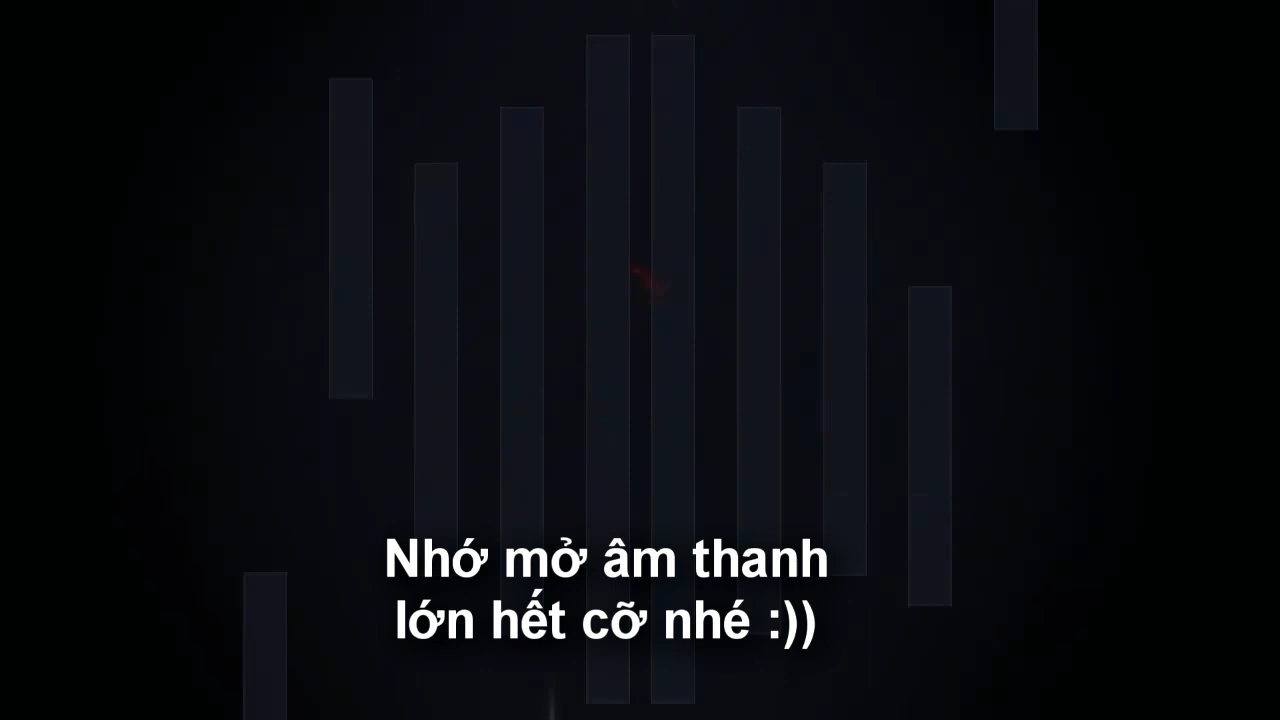 Nhớ mở âm thanh
lớn hết cỡ nhé :))